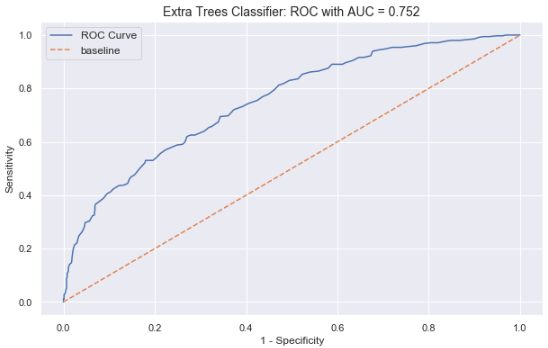 Extra Trees Classifier: ROC with AUC = 0.752
ROC Curve
baseline
1.0
0.8
0.6
0.4
0.2
0.0
Sensitivity
0.0 0.2 0.4 0.6 0.8 1.0
1 - Specificity